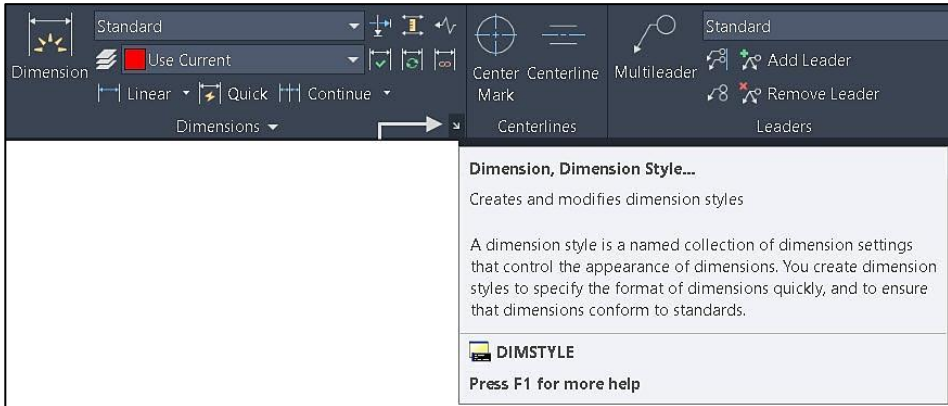 Standard
Use Current
Dimension
Linear Quick Continue
Dimensions
Center Mark
Centerline
Centerlines
Standard
Multileader
Add Leader
Remove Leader
Leaders
Dimension, Dimension Style...
Creates and modifies dimension styles
A dimension style is a named collection of dimension settings
that control the appearance of dimensions. You create dimension
styles to specify the format of dimensions quickly, and to ensure
that dimensions conform to standards.
DIMSTYLE
Press F1 for more help